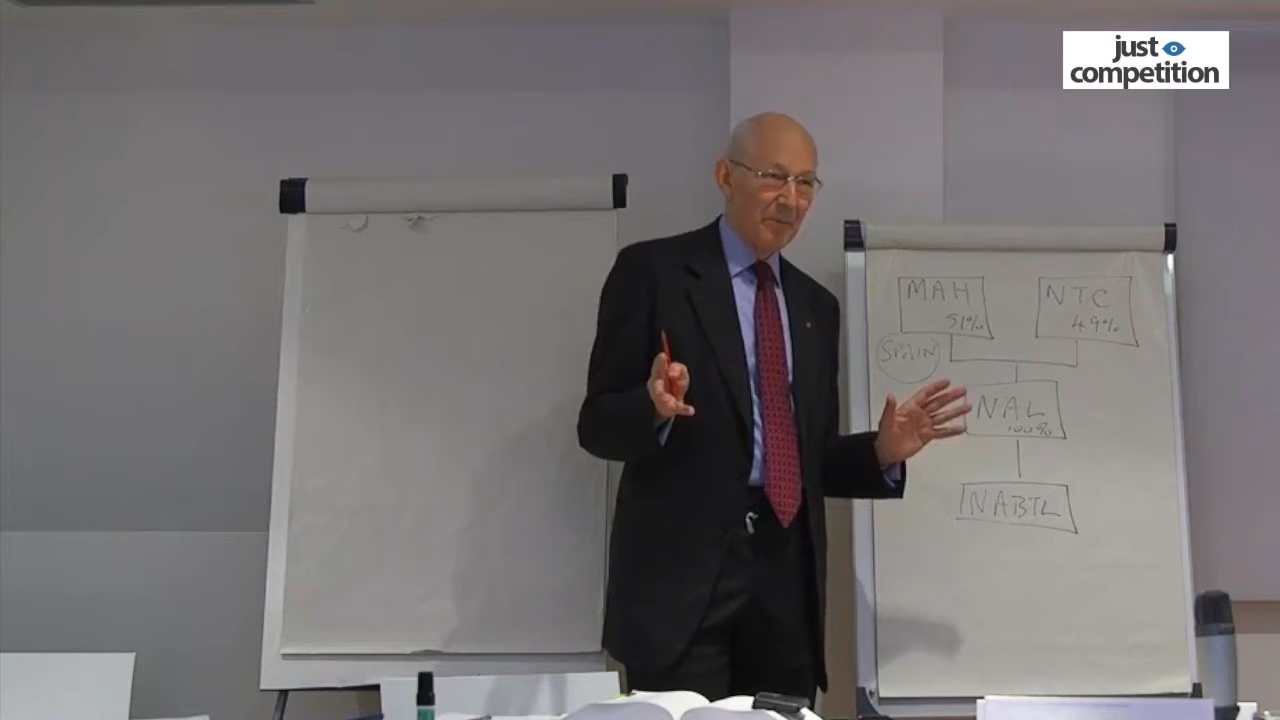 just
competition
MAH
51%
NTC
49%
SPAIN
NAL
100%
NABTL